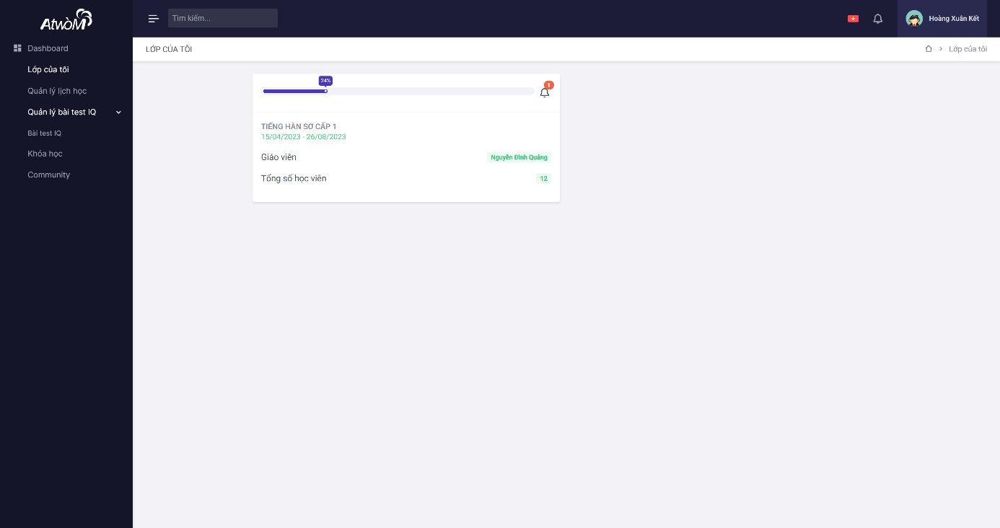 AtwòM
Tìm kiếm...
Hoàng Xuân Kết
Dashboard
Lớp của tôi
Quản lý lịch học
Quản lý bài test IQ
Bài test IQ
Khóa học
Community
LỚP CỦA TÔI
Lớp của tôi
24%
1
TIẾNG HÀN SƠ CẤP 1
15/04/2023 - 26/08/2023
Giáo viên
Nguyễn Đình Quảng
Tổng số học viên
12